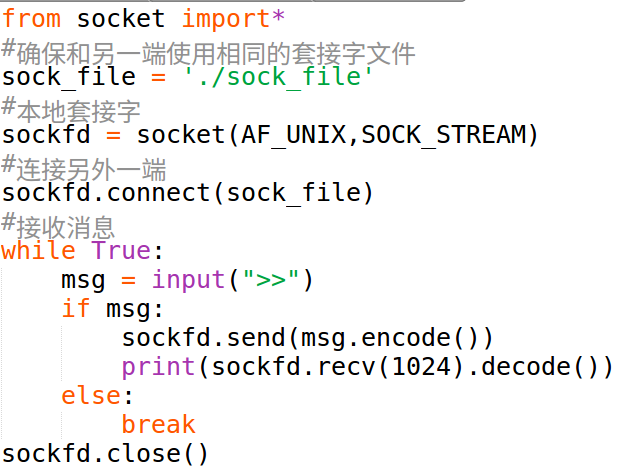 from socket import*
#确保和另一端使用相同的套接字文件
sock_file = './sock_file'
#本地套接字
sockfd = socket(AF_UNIX,SOCK_STREAM)
#连接另外一端
sockfd.connect(sock_file)
#接收消息
while True:
    msg = input(">>")
    if msg:
        sockfd.send(msg.encode())
        print(sockfd.recv(1024).decode())
    else:
        break
sockfd.close()